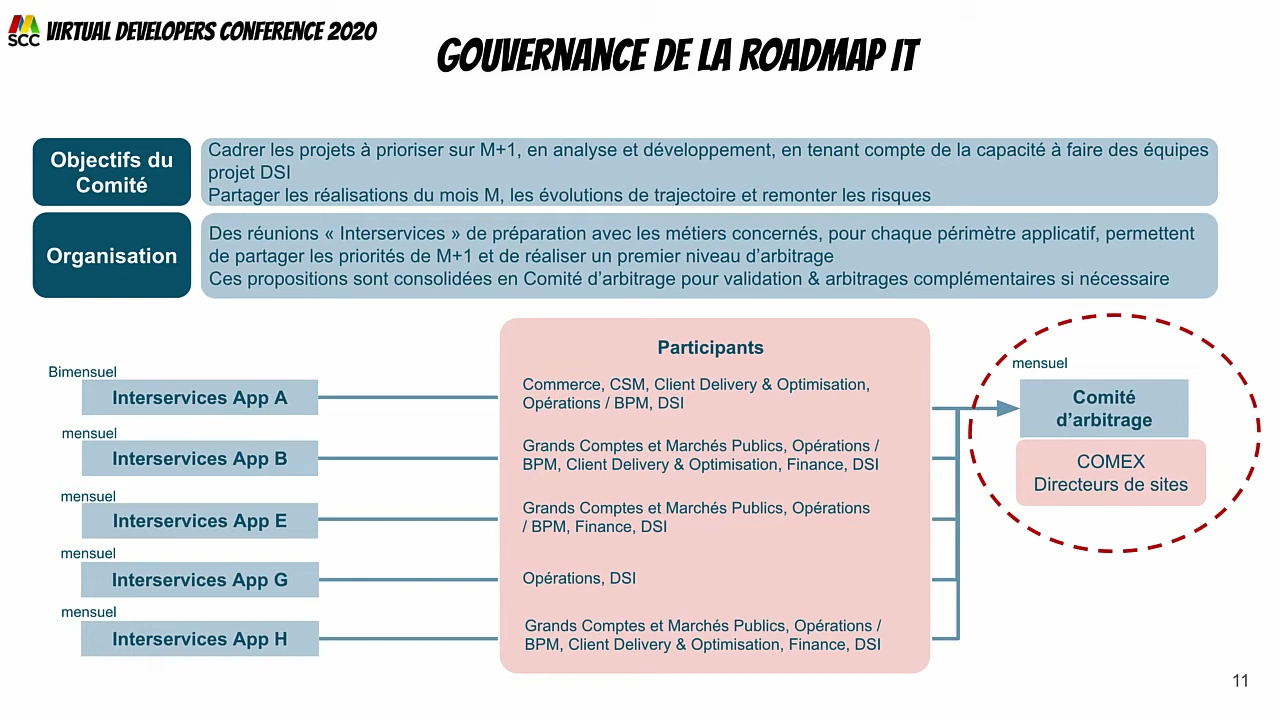 SCC VIRTUAL DEVELOPERS CONFERENCE 2020
GOUVERNANCE DE LA ROADMAP IT
Objectifs du
Comité
Cadrer les projets à prioriser sur M+1, en analyse et développement, en tenant compte de la capacité à faire des équipes
projet DSI
Partager les réalisations du mois M, les évolutions de trajectoire et remonter les risques
Organisation
Des réunions « Interservices » de préparation avec les métiers concernés, pour chaque périmètre applicatif, permettent
de partager les priorités de M+1 et de réaliser un premier niveau d’arbitrage
Ces propositions sont consolidées en Comité d’arbitrage pour validation & arbitrages complémentaires si nécessaire
Participants
Bimensuel
Interservices App A
Commerce, CSM, Client Delivery & Optimisation,
Opérations / BPM, DSI
mensuel
Interservices App B
Grands Comptes et Marchés Publics, Opérations /
BPM, Client Delivery & Optimisation, Finance, DSI
mensuel
Interservices App E
Grands Comptes et Marchés Publics, Opérations
/ BPM, Finance, DSI
mensuel
Interservices App G
Opérations, DSI
mensuel
Interservices App H
Grands Comptes et Marchés Publics, Opérations /
BPM, Client Delivery & Optimisation, Finance, DSI
mensuel
Comité
d’arbitrage
COMEX
Directeurs de sites
11